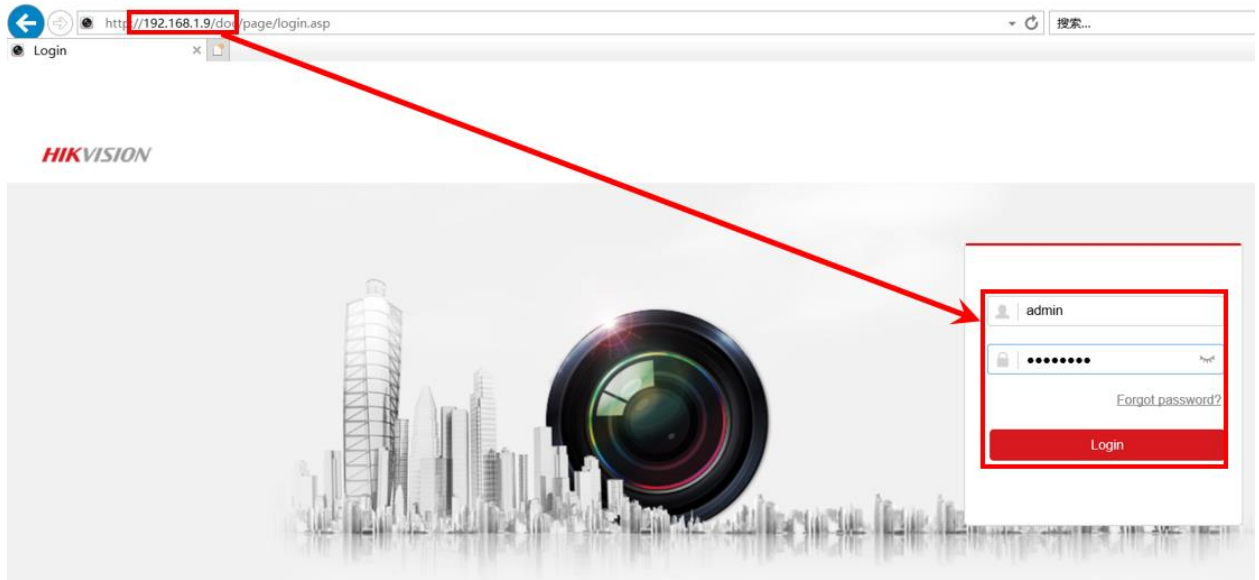 http://192.168.1.9/doc/page/login.asp
搜索...
Login
HIKVISION
admin
Forgot password?
Login